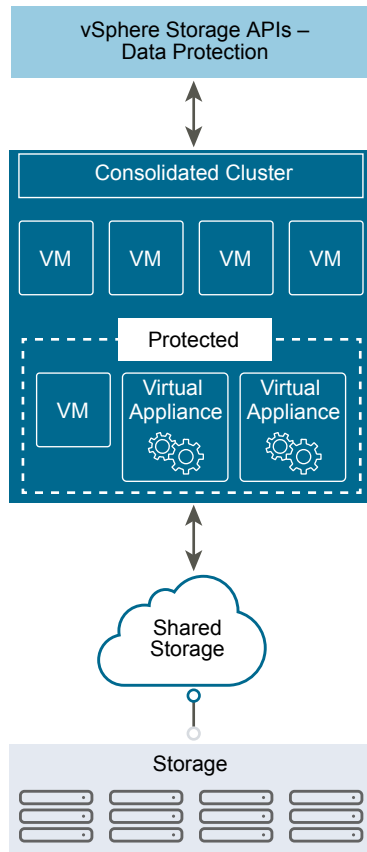 vSphere Storage APIs –
Data Protection
Consolidated Cluster
VM
VM
VM
VM
Protected
VM
Virtual
Appliance
Virtual
Appliance
Shared
Storage
Storage